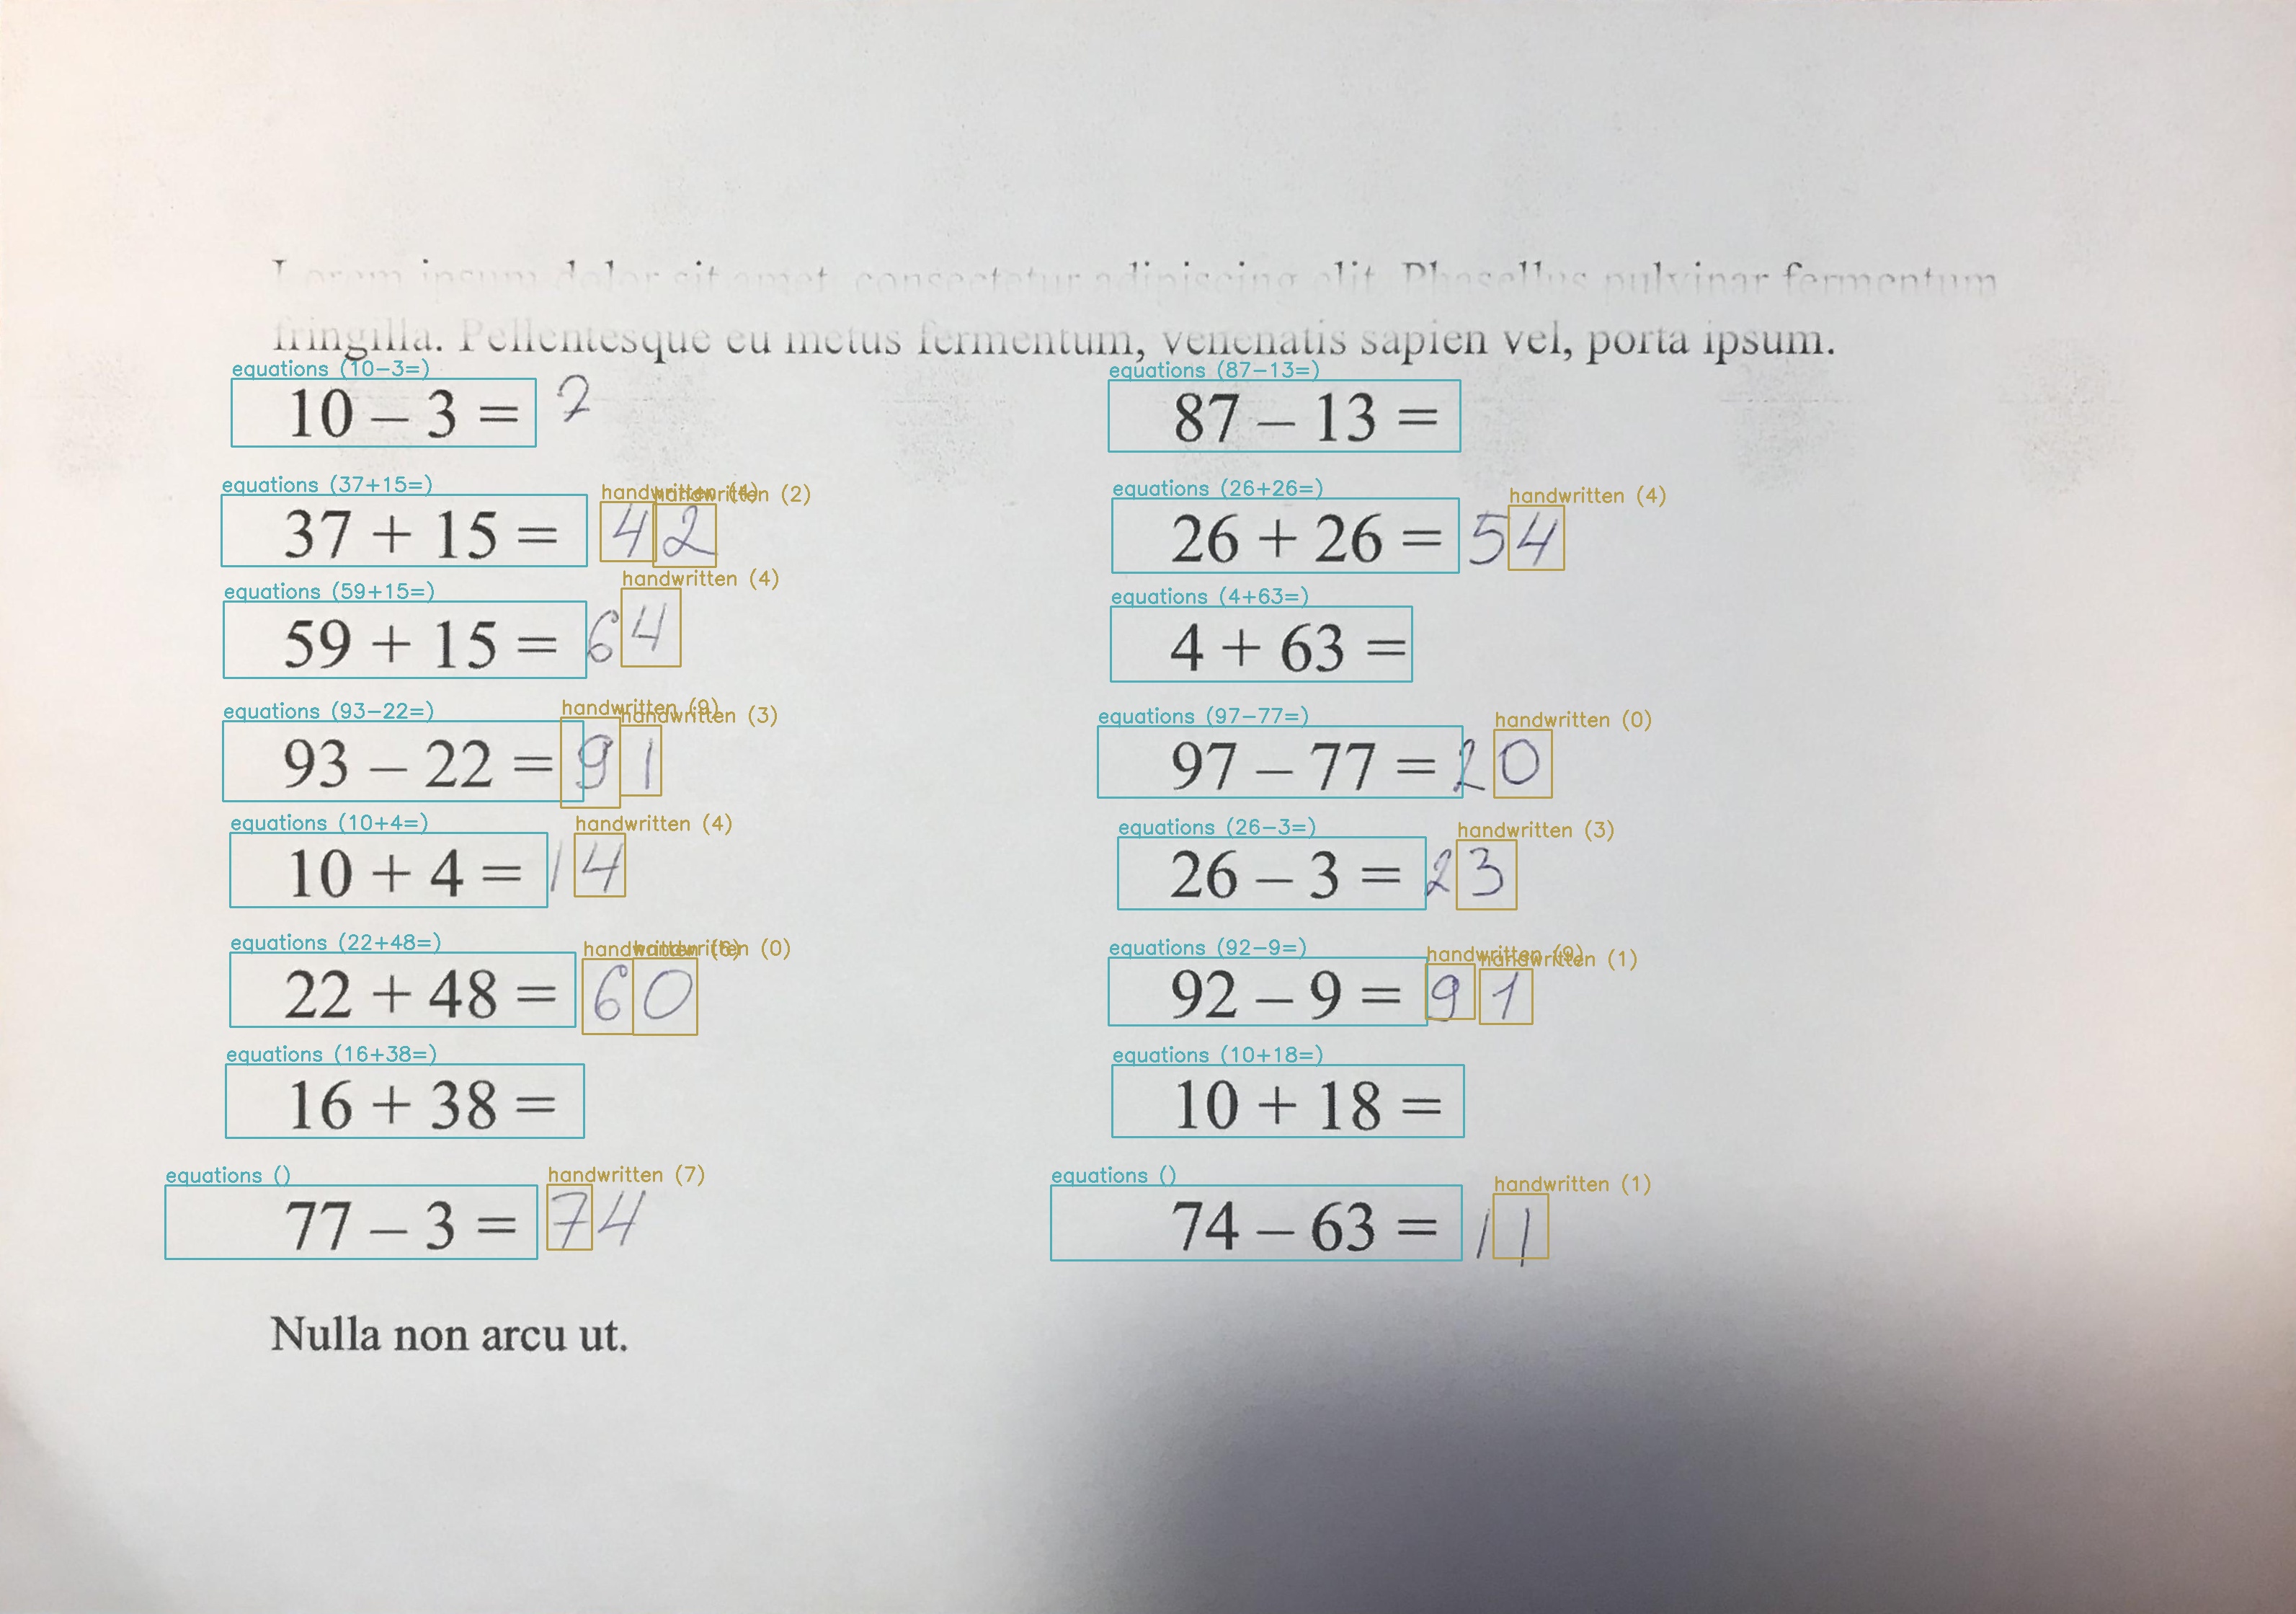 Lorem ipsum dolor sit amet, consectetur adipiscing elit. Phasellus pulvinar fermentum
fringilla. Pellentesque eu metus fermentum, venenatis sapien vel, porta ipsum.
equations (10-3=)
10 – 3 = 7
equations (87-13=)
87 – 13 =
equations (37+15=) handwritten (4) handwritten (2)
37 + 15 = 42
equations (26+26=) handwritten (4)
26 + 26 = 54
equations (59+15=) handwritten (4)
59 + 15 = 64
equations (4+63=)
4 + 63 =
equations (93-22=) handwritten (9) handwritten (3)
93 – 22 = 91
equations (97-77=) handwritten (0)
97 – 77 = 20
equations (10+4=) handwritten (4)
10 + 4 = 14
equations (26-3=) handwritten (3)
26 – 3 = 23
equations (22+48=) handwritten (6) handwritten (0)
22 + 48 = 60
equations (92-9=) handwritten (9) handwritten (1)
92 – 9 = 91
equations (16+38=)
16 + 38 =
equations (10+18=)
10 + 18 =
equations () handwritten (7)
77 – 3 = 74
equations () handwritten (1)
74 – 63 = 11
Nulla non arcu ut.